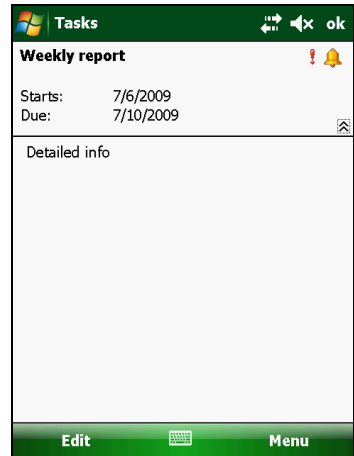 Tasks ok
Weekly report
Starts: 7/6/2009
Due: 7/10/2009
Detailed info
Edit Menu